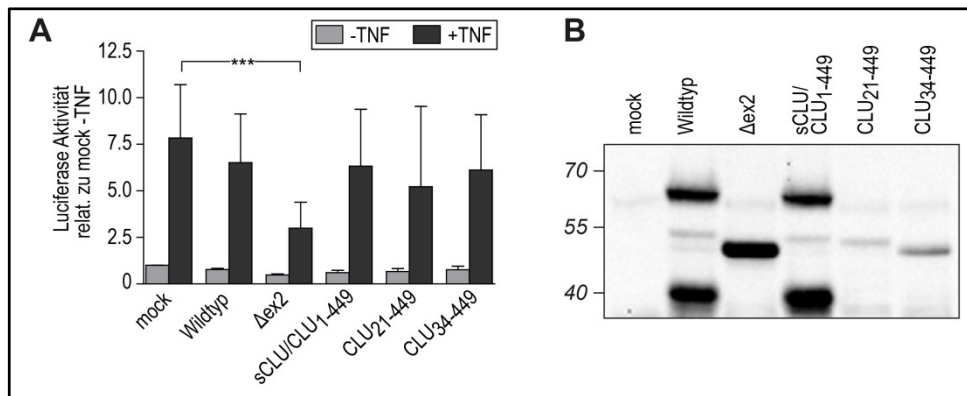 A
-TNF
+TNF
Luciferase Aktivität
relat. zu mock -TNF
12.5
10.0
7.5
5.0
2.5
0
***
mock
Wildtyp
Δex2
sCLU/CLU1-449
CLU21-449
CLU34-449
B
mock
Wildtyp
Δex2
sCLU/
CLU1-449
CLU21-449
CLU34-449
70
55
40